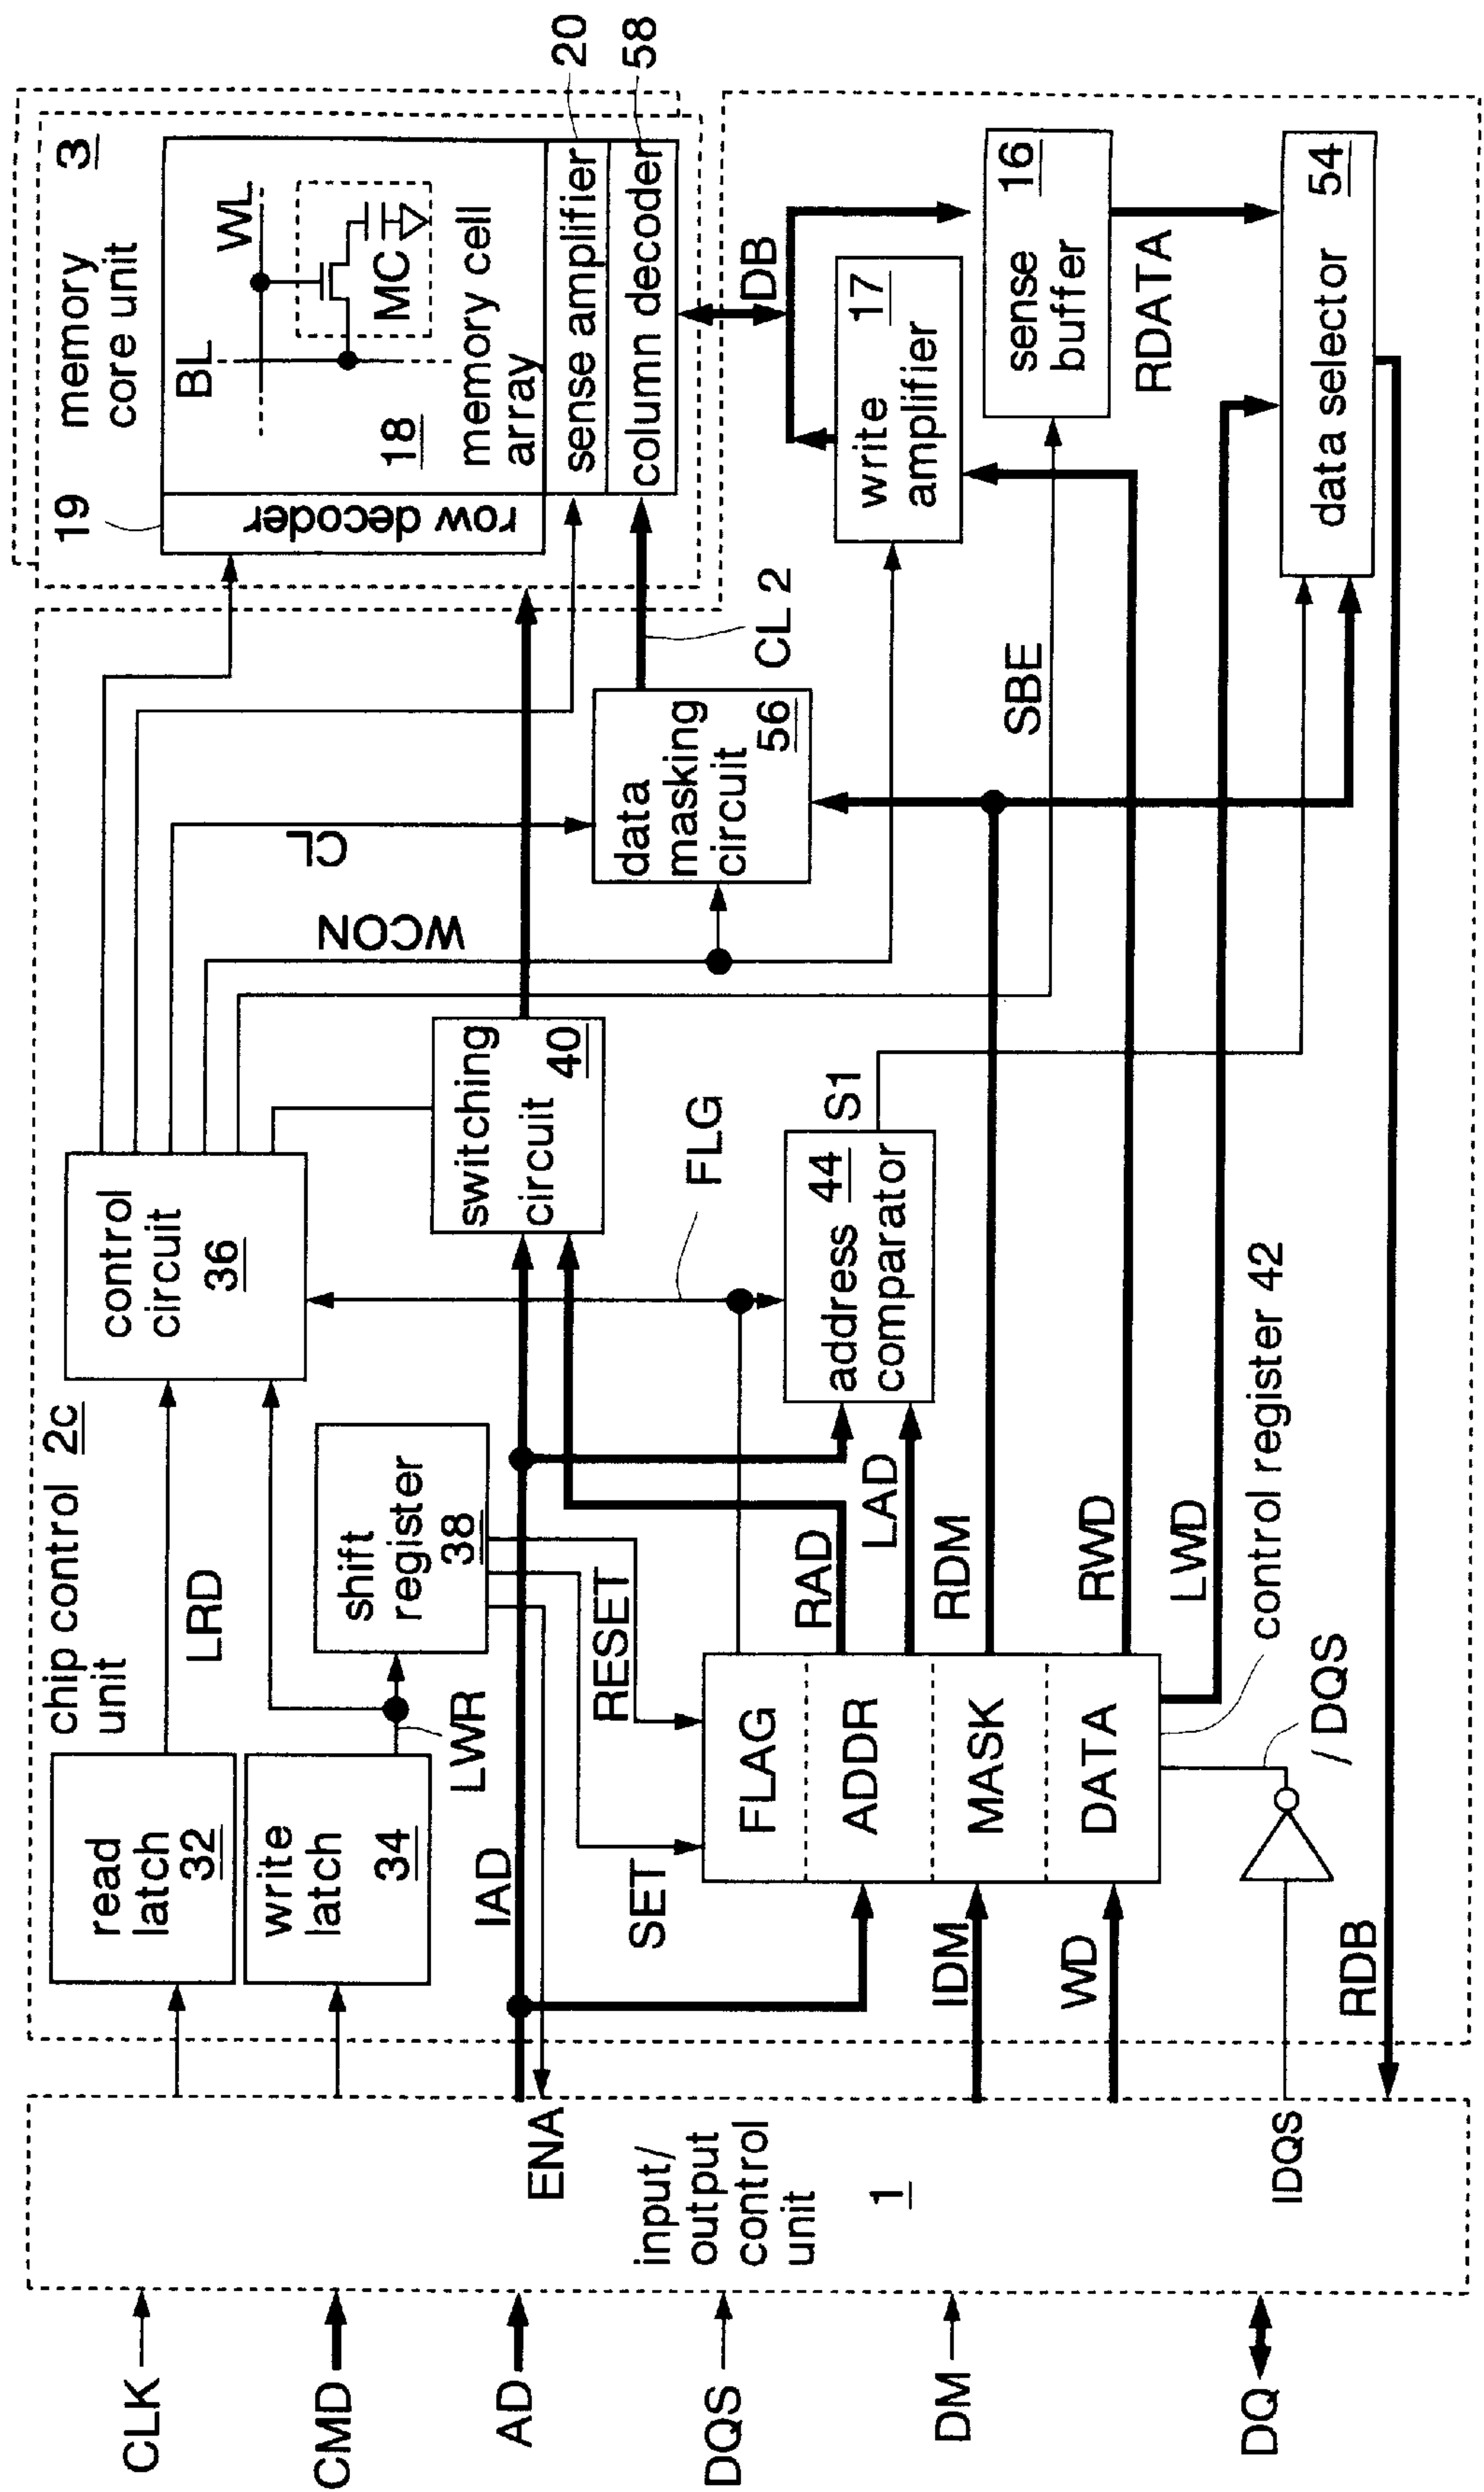 CLK
CMD
AD
DQS
DM
DQ
input/
output
control
unit
1
ENA
IDQS
chip control 2c
unit
read
latch
32
write
latch
34
LRD
LWR
IAD
shift
register
38
RESET
SET
control
circuit
36
switching
circuit
40
FLG
FLAG
ADDR
MASK
DATA
IDM
WD
RDB
/ DQS
control register 42
RAD
LAD
RDM
RWD
LWD
address 44
comparator
S1
CL
WCON
data
masking
circuit
56
CL 2
SBE
memory
core unit
3
19
row decoder
BL
WL
MC
18
memory cell
array
sense amplifier
column decoder
20
58
DB
write 17
amplifier
sense 16
buffer
RDATA
data selector 54